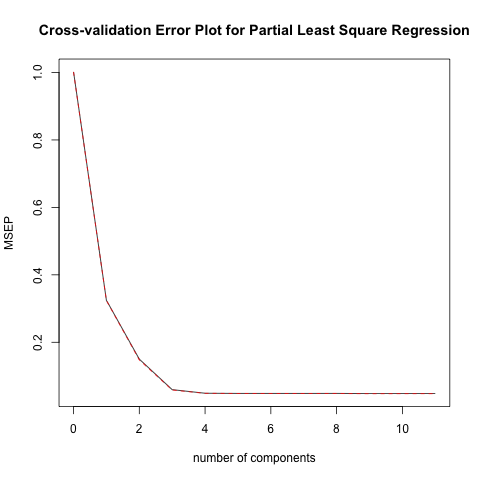 Cross-validation Error Plot for Partial Least Square Regression
MSEP
1.0
0.8
0.6
0.4
0.2
0 2 4 6 8 10
number of components